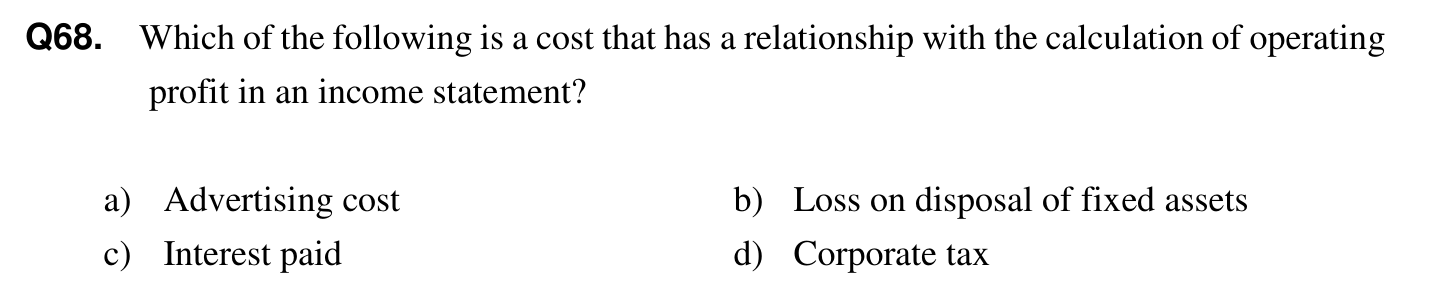 Q68. Which of the following is a cost that has a relationship with the calculation of operating
profit in an income statement?
a) Advertising cost b) Loss on disposal of fixed assets
c) Interest paid d) Corporate tax